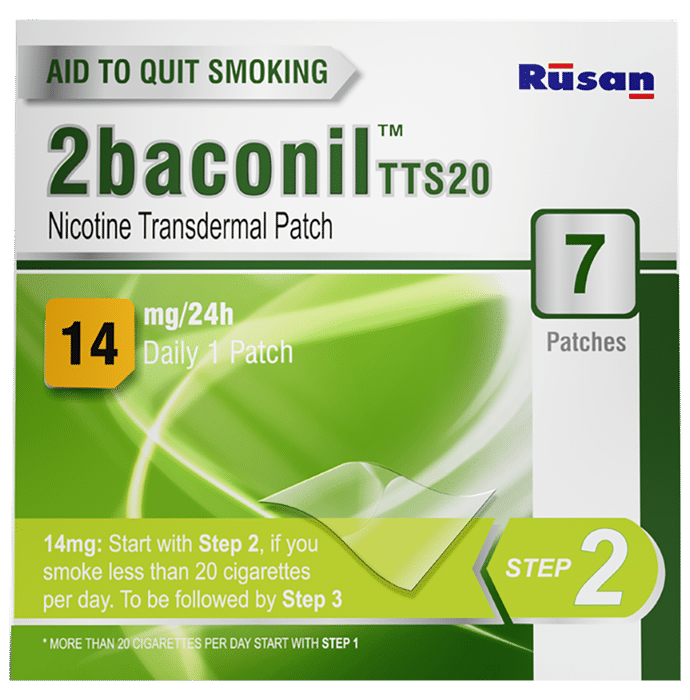 AID TO QUIT SMOKING
Rusan
2baconil™ TTS20
Nicotine Transdermal Patch
7
Patches
14 mg/24h
Daily 1 Patch
14mg: Start with Step 2, if you
smoke less than 20 cigarettes
per day. To be followed by Step 3
STEP 2
* MORE THAN 20 CIGARETTES PER DAY START WITH STEP 1